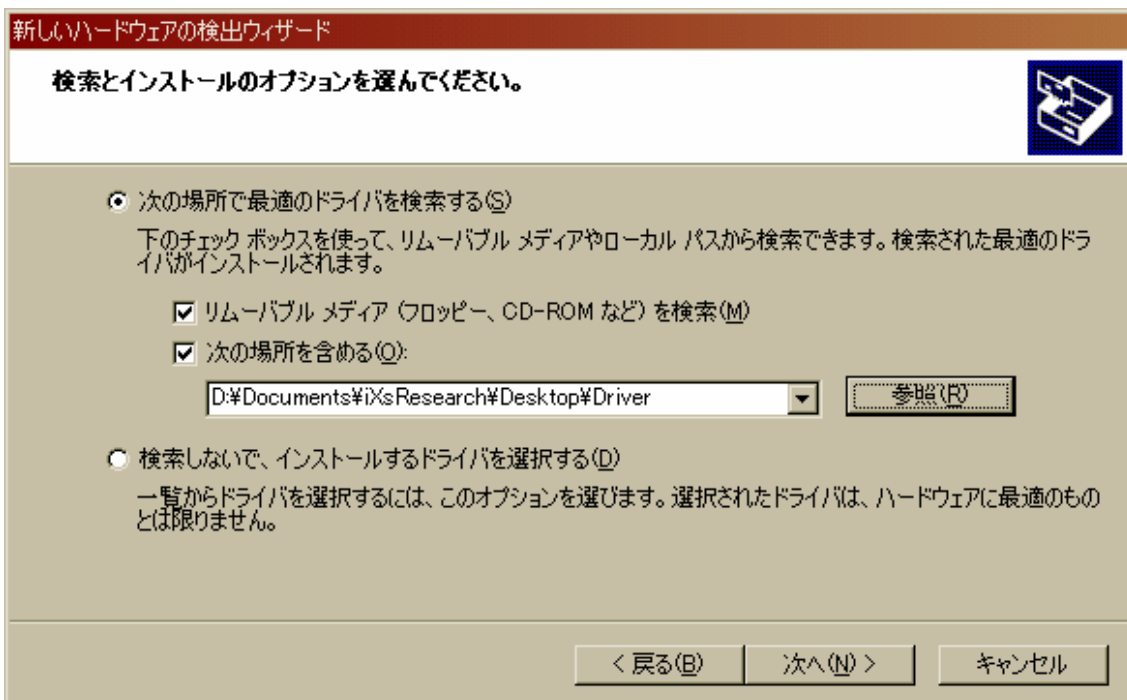 新しいハードウェアの検出ウィザード
検索とインストールのオプションを選んでください。
次の場所で最適のドライバを検索する(S)
下のチェック ボックスを使って、リムーバブル メディアやローカル パスから検索できます。検索された最適のドラ
イバがインストールされます。
リムーバブル メディア (フロッピー、CD-ROM など) を検索(M)
次の場所を含める(O):
D:¥Documents¥iXsResearch¥Desktop¥Driver
参照(R)
検索しないで、インストールするドライバを選択する(D)
一覧からドライバを選択するには、このオプションを選びます。選択されたドライバは、ハードウェアに最適のもの
とは限りません。
< 戻る(B) 次へ(N) > キャンセル